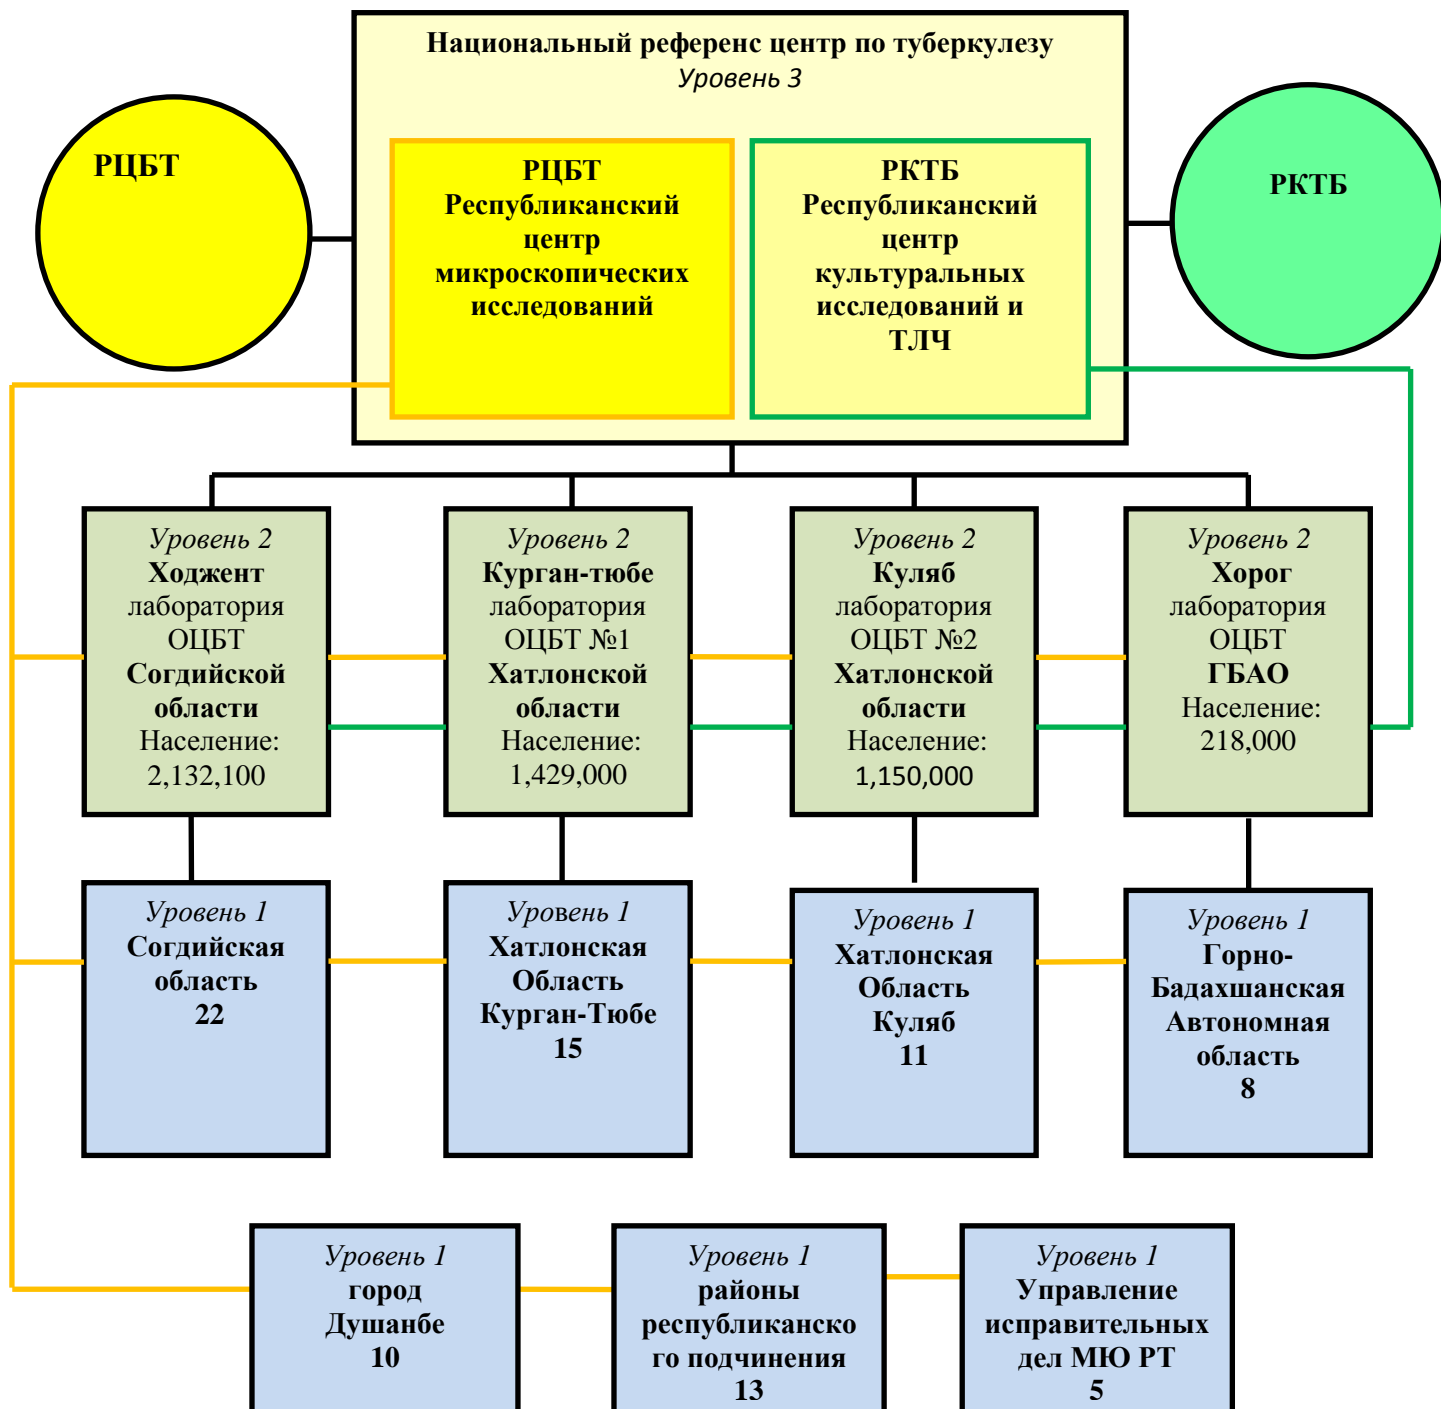 Национальный референс центр по туберкулезу
Уровень 3
РЦБТ
РЦБТ
Республиканский
центр
микроскопических
исследований
РКТБ
Республиканский
центр
культуральных
исследований и
ТЛЧ
РКТБ
Уровень 2
Ходжент
лаборатория
ОЦБТ
Согдийской
области
Население:
2,132,100
Уровень 2
Курган-тюбе
лаборатория
ОЦБТ №1
Хатлонской
области
Население:
1,429,000
Уровень 2
Куляб
лаборатория
ОЦБТ №2
Хатлонской
области
Население:
1,150,000
Уровень 2
Хорог
лаборатория
ОЦБТ
ГБАО
Население:
218,000
Уровень 1
Согдийская
область
22
Уровень 1
Хатлонская
Область
Курган-Тюбе
15
Уровень 1
Хатлонская
Область
Куляб
11
Уровень 1
Горно-
Бадахшанская
Автономная
область
8
Уровень 1
город
Душанбе
10
Уровень 1
районы
республиканско
го подчинения
13
Уровень 1
Управление
исправительных
дел МЮ РТ
5